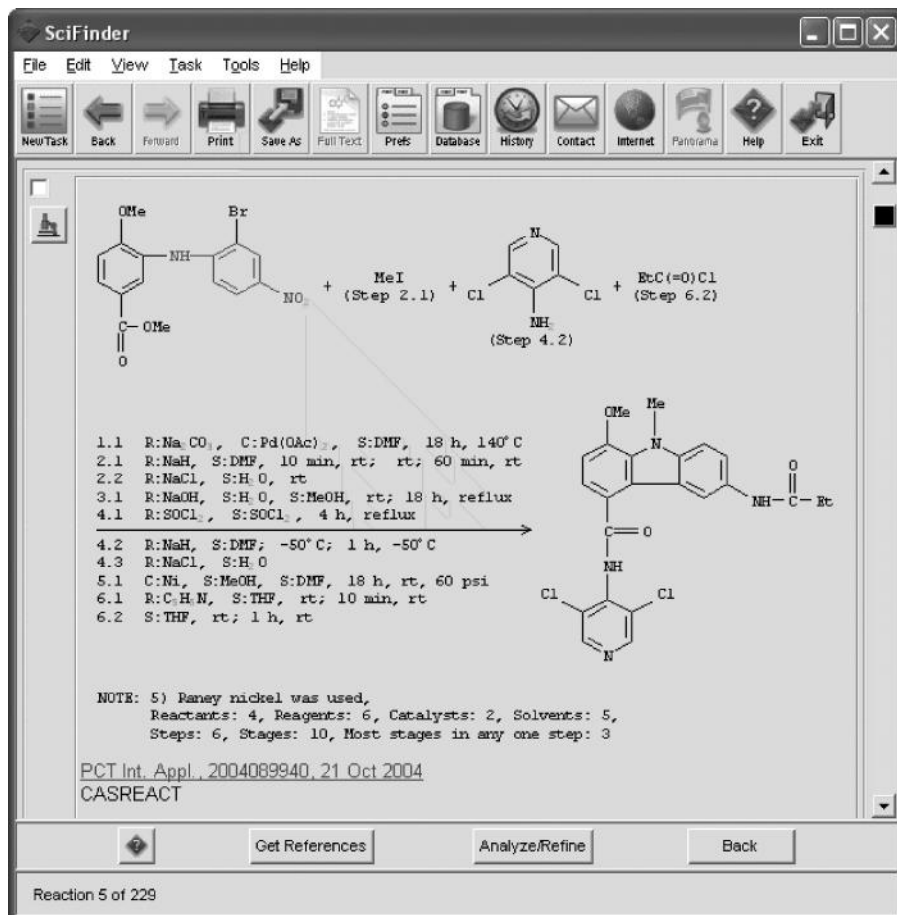 SciFinder
File Edit View Task Tools Help
NewTask Back Forward Print Save As Full Text Prefs Database History Contact Internet Panorama Help Exit
OMe
Br
NH
NO2
C— OMe
O
+ MeI
(Step 2.1)
+
N
Cl
Cl
NH2
(Step 4.2)
+ EtC(=O)Cl
(Step 6.2)
1.1 R:Na2CO3, C:Pd(OAc)2, S:DMF, 18 h, 140°C
2.1 R:NaH, S:DMF, 10 min, rt; rt; 60 min, rt
2.2 R:NaCl, S:H2O, rt
3.1 R:NaOH, S:H2O, S:MeOH, rt; 18 h, reflux
4.1 R:SOCl2, S:SOCl2, 4 h, reflux
4.2 R:NaH, S:DMF; -50°C; 1 h, -50°C
4.3 R:NaCl, S:H2O
5.1 C:Ni, S:MeOH, S:DMF, 18 h, rt, 60 psi
6.1 R:C5H5N, S:THF, rt; 10 min, rt
6.2 S:THF, rt; 1 h, rt
OMe
Me
N
O
NH— C— Et
C= O
NH
Cl
Cl
N
NOTE: 5) Raney nickel was used,
Reactants: 4, Reagents: 6, Catalysts: 2, Solvents: 5,
Steps: 6, Stages: 10, Most stages in any one step: 3
PCT Int. Appl., 2004089940, 21 Oct 2004
CASREACT
Get References Analyze/Refine Back
Reaction 5 of 229